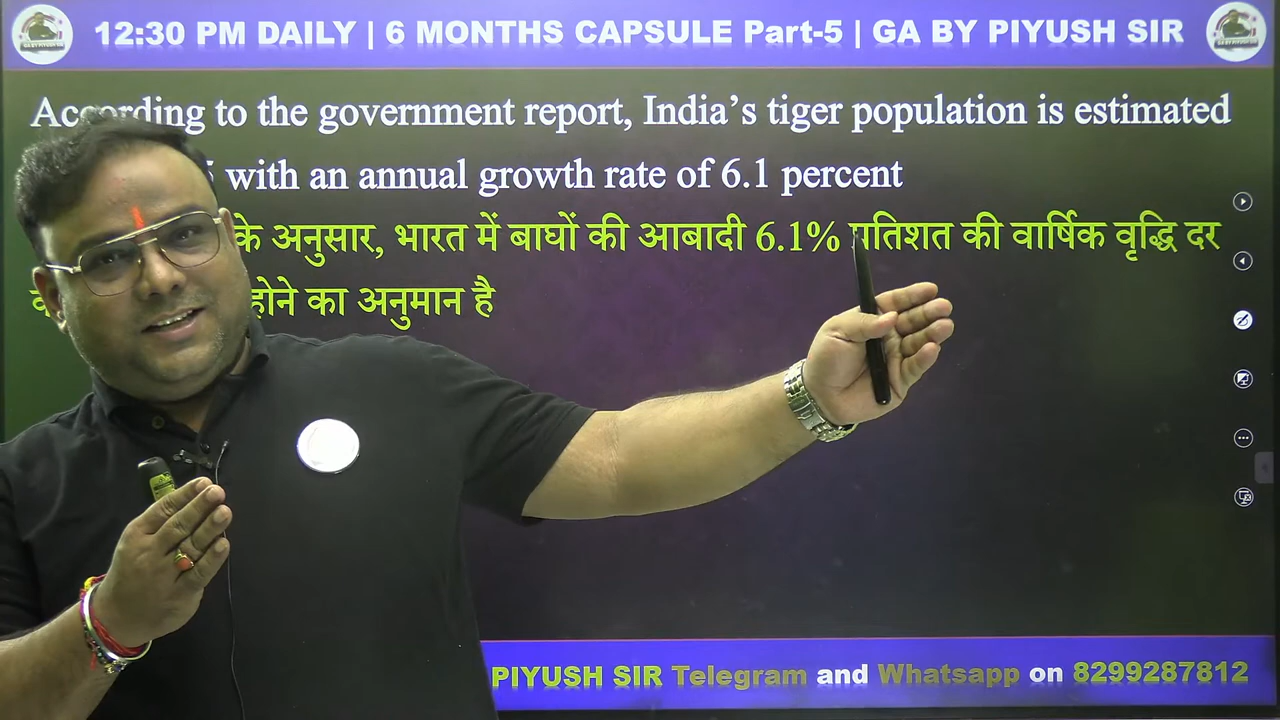 12:30 PM DAILY | 6 MONTHS CAPSULE Part-5 | GA BY PIYUSH SIR
According to the government report, India's tiger population is estimated
with an annual growth rate of 6.1 percent
के अनुसार, भारत में बाघों की आबादी 6.1% प्रतिशत की वार्षिक वृद्धि दर
होने का अनुमान है
PIYUSH SIR Telegram and Whatsapp on 8299287812